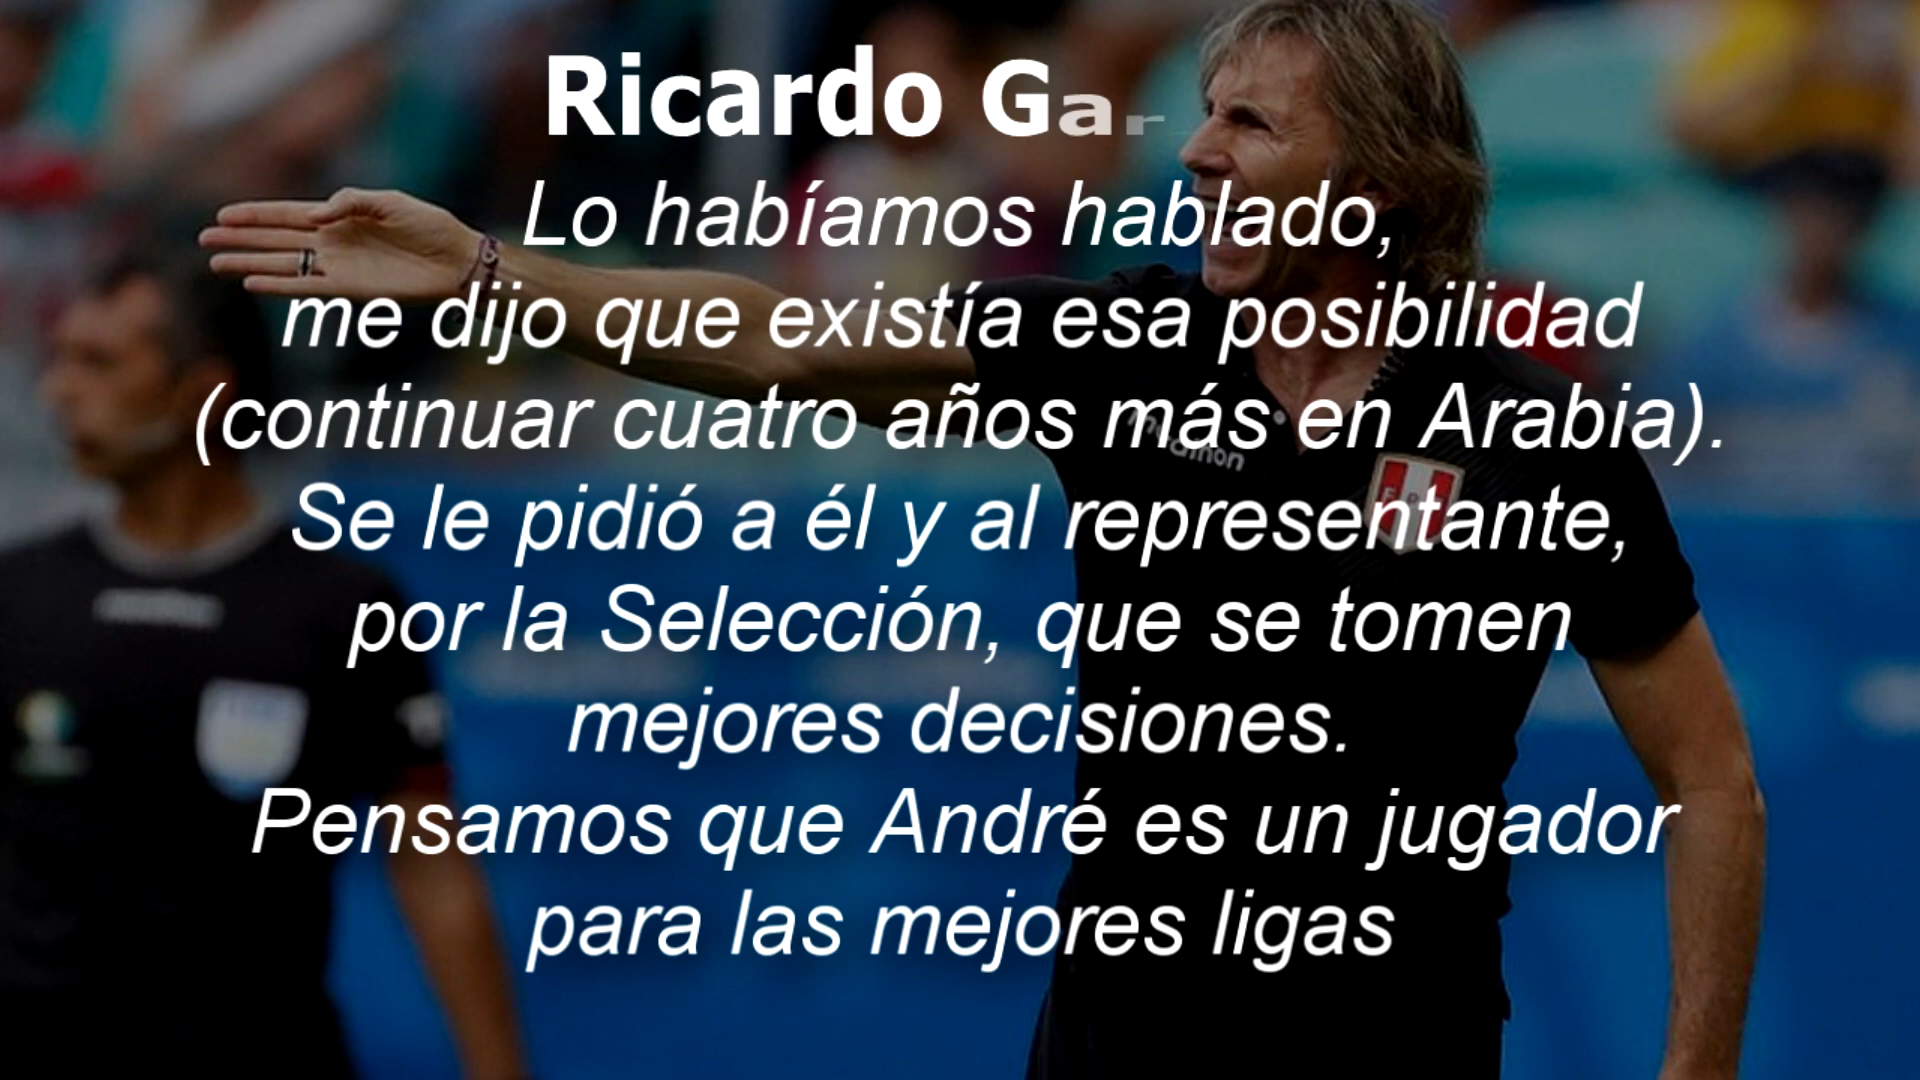 Ricardo Gar
Lo habíamos hablado,
me dijo que existía esa posibilidad
(continuar cuatro años más en Arabia).
Se le pidió a él y al representante,
por la Selección, que se tomen
mejores decisiones.
Pensamos que André es un jugador
para las mejores ligas